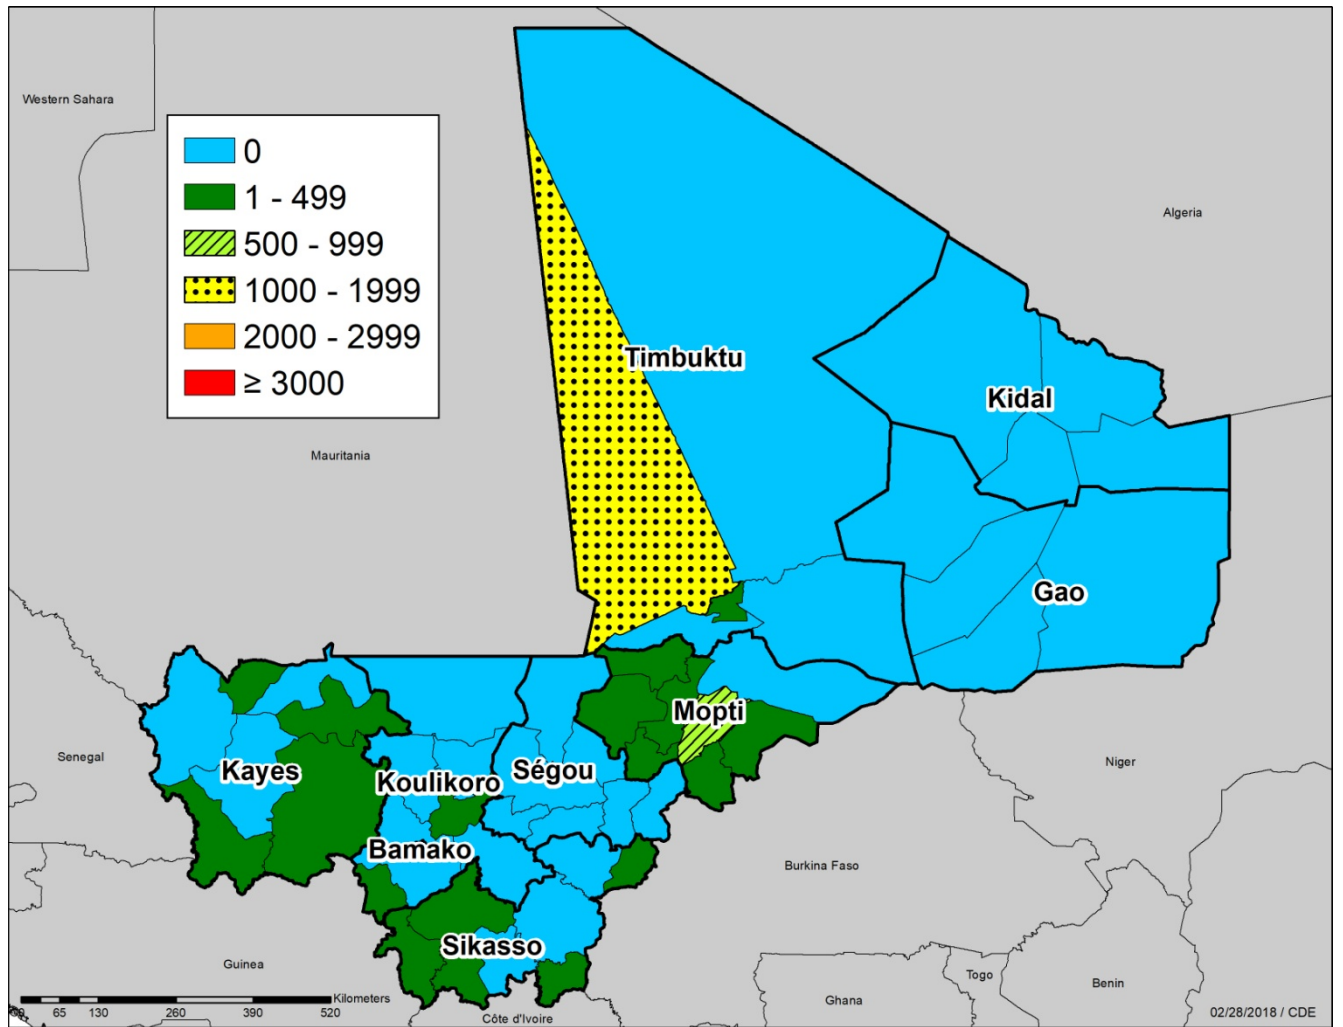 Western Sahara
0
1 - 499
500 - 999
1000 - 1999
2000 - 2999
≥ 3000
Algeria
Timbuktu
Kidal
Mauritania
Gao
Mopti
Senegal
Kayes
Koulikoro
Ségou
Niger
Bamako
Burkina Faso
Sikasso
Guinea
Togo
Benin
Ghana
Côte d'Ivoire
65 130 260 390 520
Kilometers
02/28/2018 / CDE